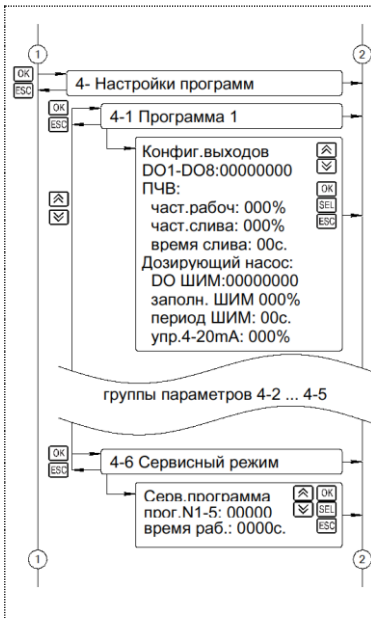 1
2
OK
ESC
4- Настройки программ
OK
ESC
4-1 Программа 1
Конфиг.выходов
DO1-DO8:00000000
ПЧВ:
OK
част.рабоч: 000%
SEL
част.слива: 000%
ESC
время слива: 00с.
Дозирующий насос:
DO ШИМ:00000000
заполн. ШИМ 000%
период ШИМ: 00с.
упр.4-20mA: 000%
группы параметров 4-2 ... 4-5
OK
ESC
4-6 Сервисный режим
Серв.программа
OK
прог.N1-5: 00000
SEL
время раб.: 0000с.
ESC
1
2